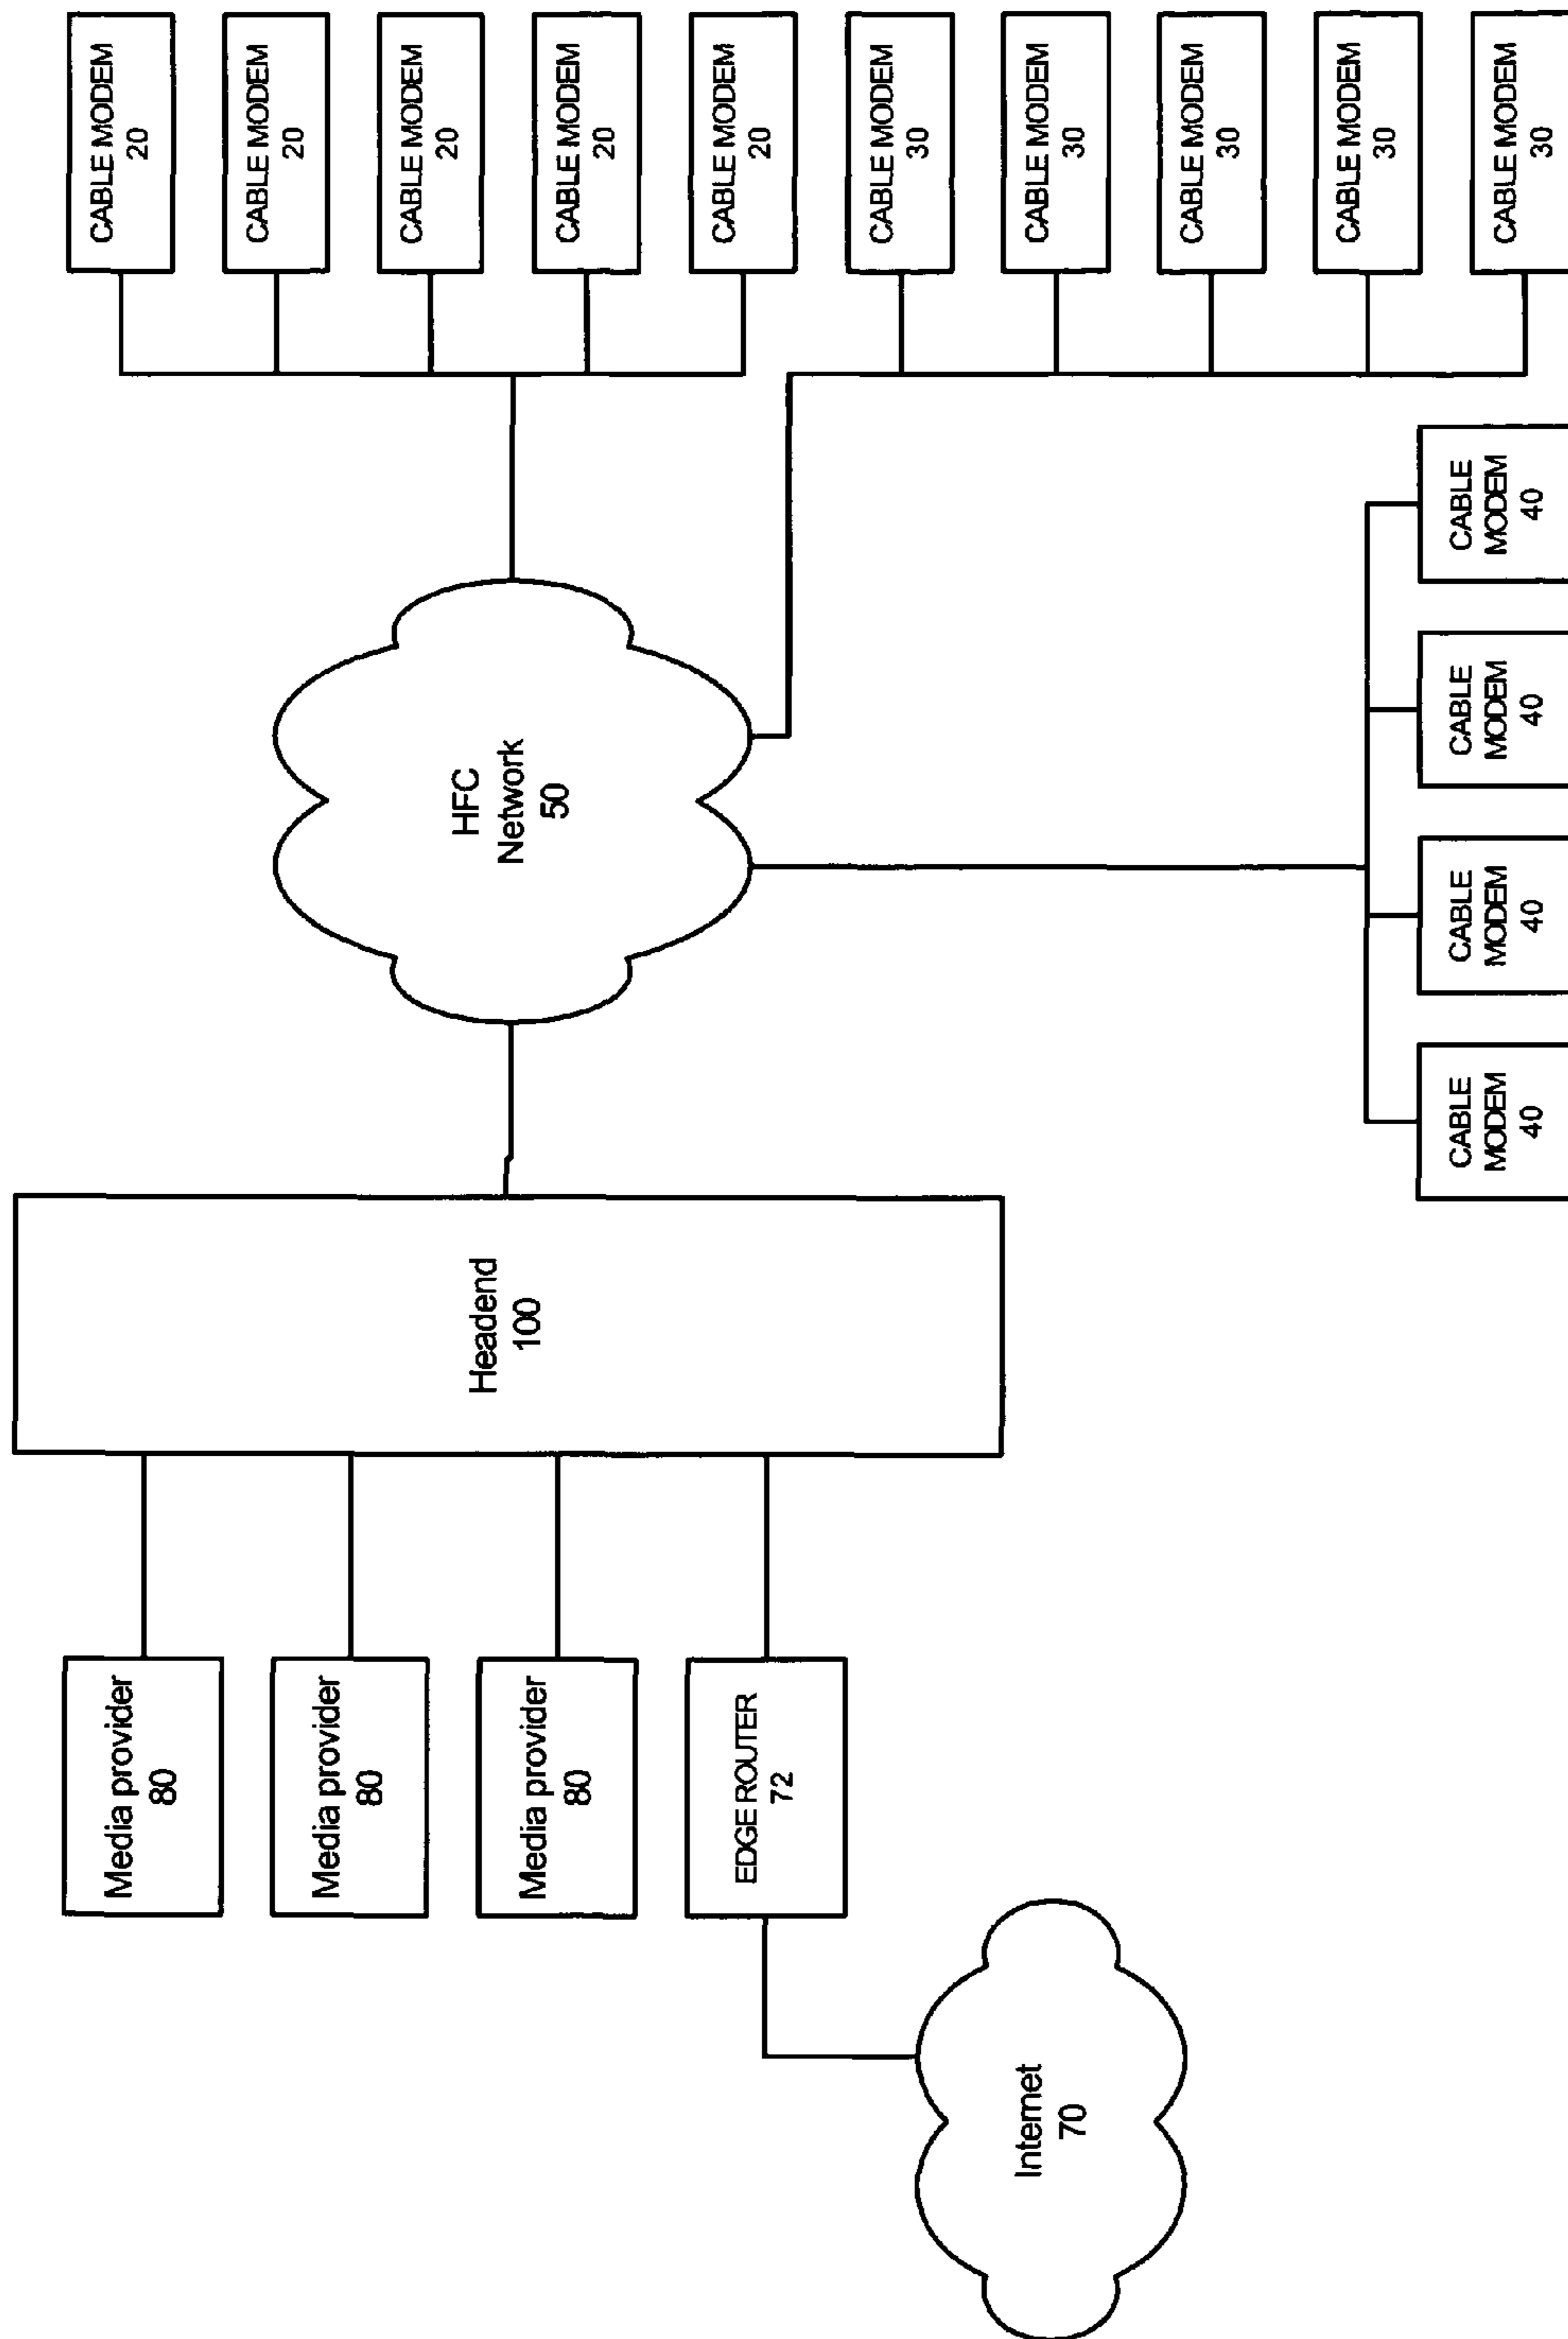 Media provider
80
Media provider
80
Media provider
80
EDGE ROUTER
72
Internet
70
Headend
100
HFC
Network
50
CABLE MODEM
20
CABLE MODEM
20
CABLE MODEM
20
CABLE MODEM
20
CABLE MODEM
20
CABLE MODEM
30
CABLE MODEM
30
CABLE MODEM
30
CABLE MODEM
30
CABLE MODEM
30
CABLE
MODEM
40
CABLE
MODEM
40
CABLE
MODEM
40
CABLE
MODEM
40